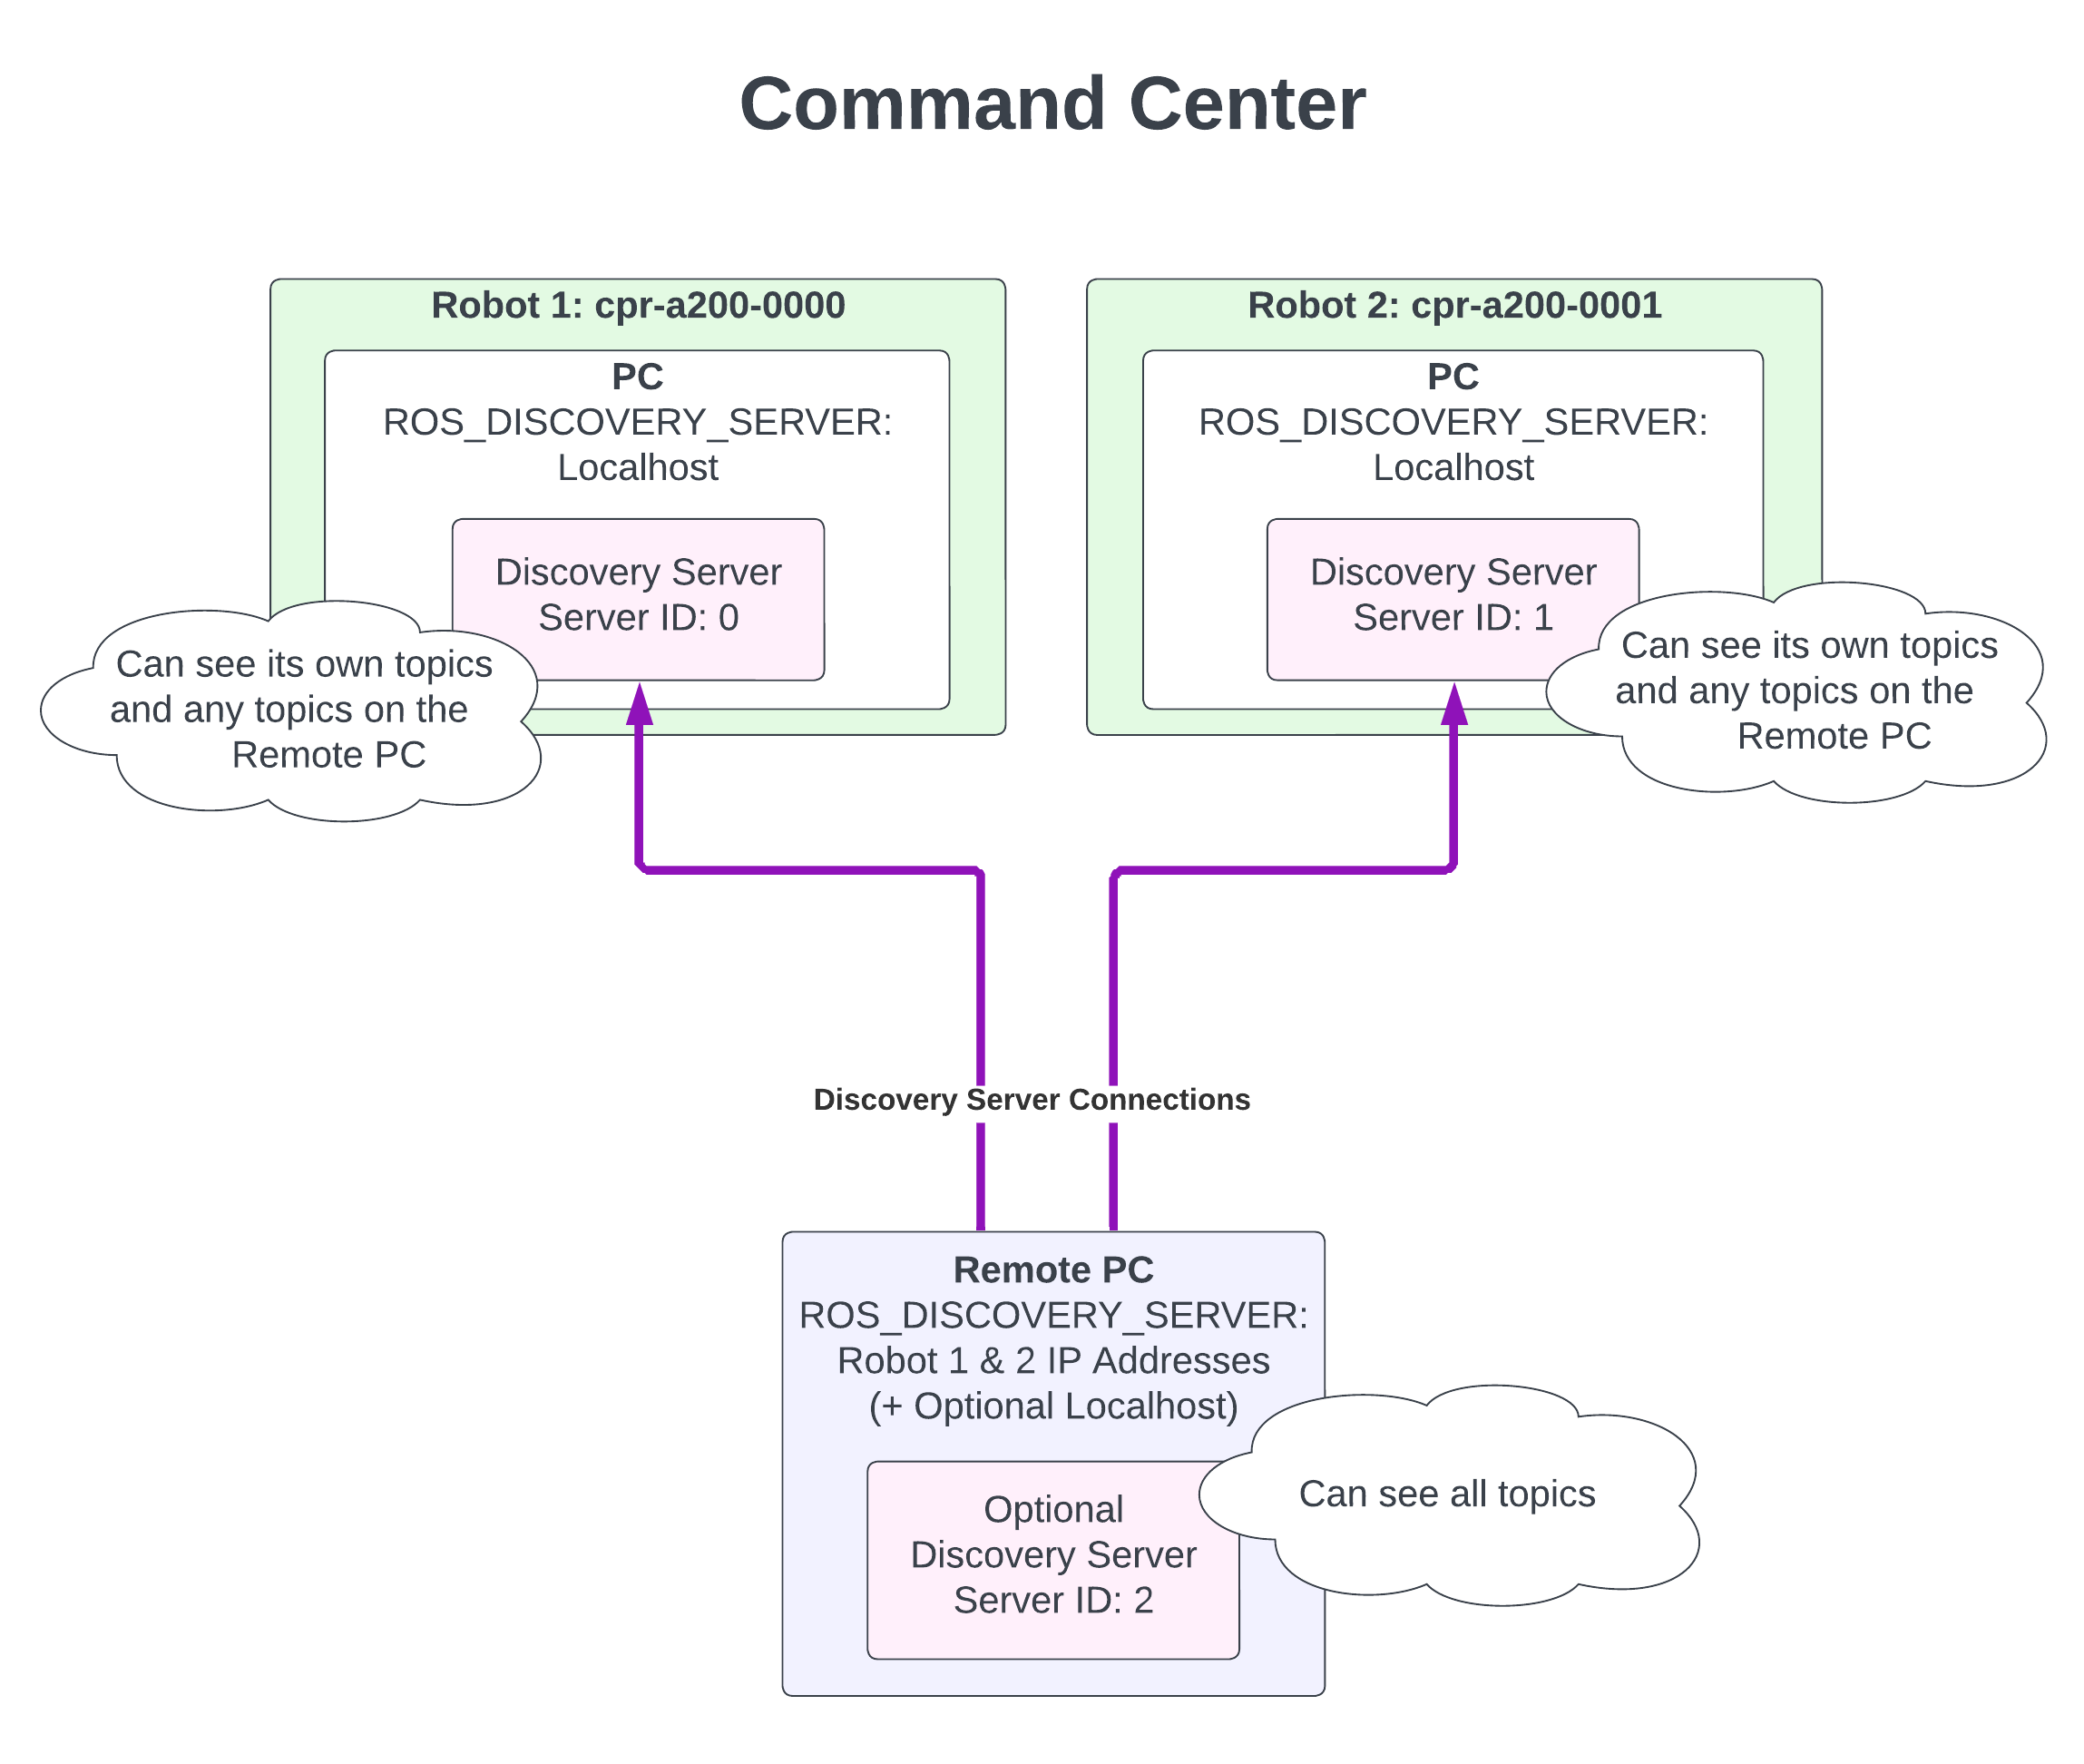 Command Center
Robot 1: cpr-a200-0000
PC
ROS_DISCOVERY_SERVER:
Localhost
Discovery Server
Server ID: 0
Can see its own topics
and any topics on the
Remote PC
Robot 2: cpr-a200-0001
PC
ROS_DISCOVERY_SERVER:
Localhost
Discovery Server
Server ID: 1
Can see its own topics
and any topics on the
Remote PC
Discovery Server Connections
Remote PC
ROS_DISCOVERY_SERVER:
Robot 1 & 2 IP Addresses
(+ Optional Localhost)
Optional
Discovery Server
Server ID: 2
Can see all topics